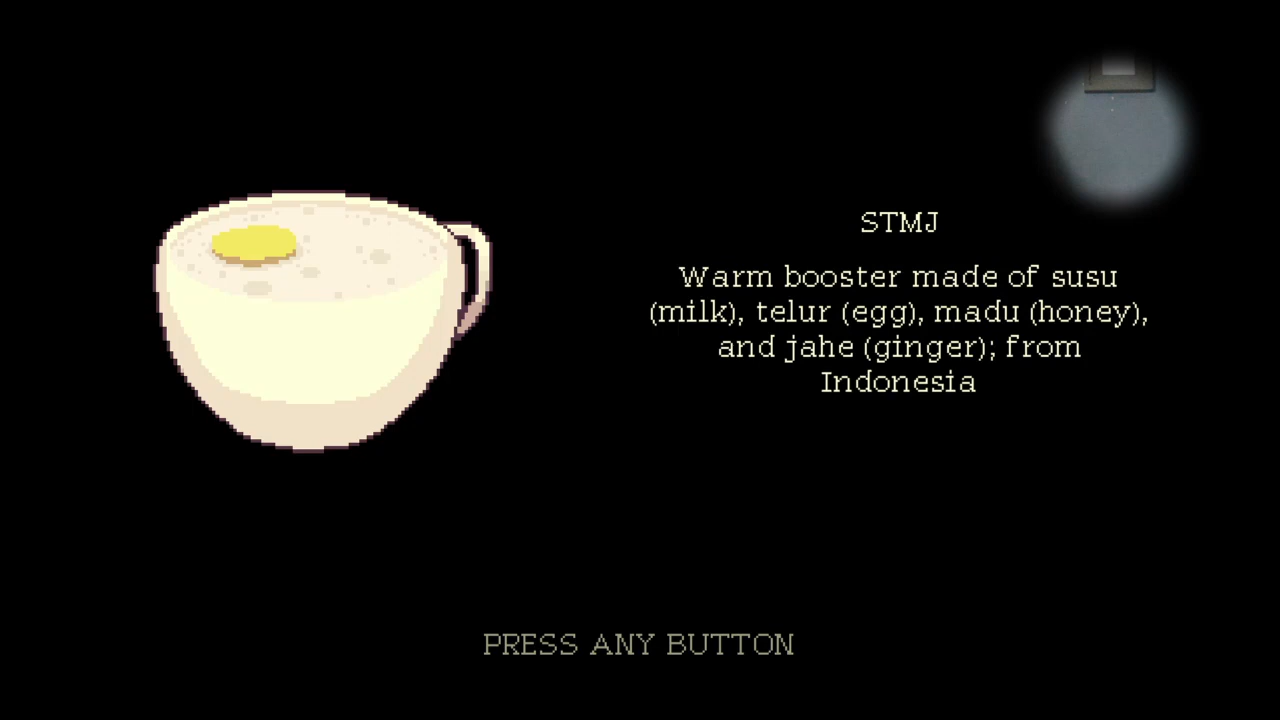 STMJ
Warm booster made of susu
(milk), telur (egg), madu (honey),
and jahe (ginger); from
Indonesia
PRESS ANY BUTTON